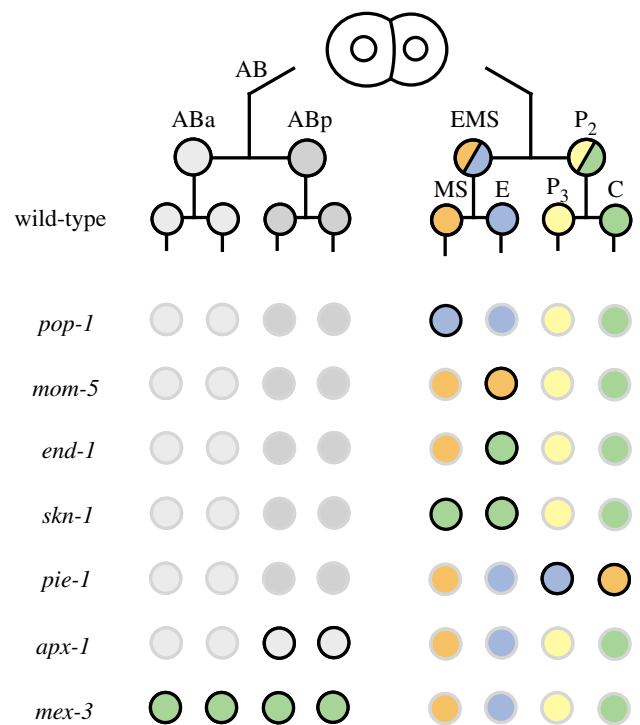 AB
ABa ABp EMS P2
MS E P3 C
wild-type
pop-1
mom-5
end-1
skn-1
pie-1
apx-1
mex-3